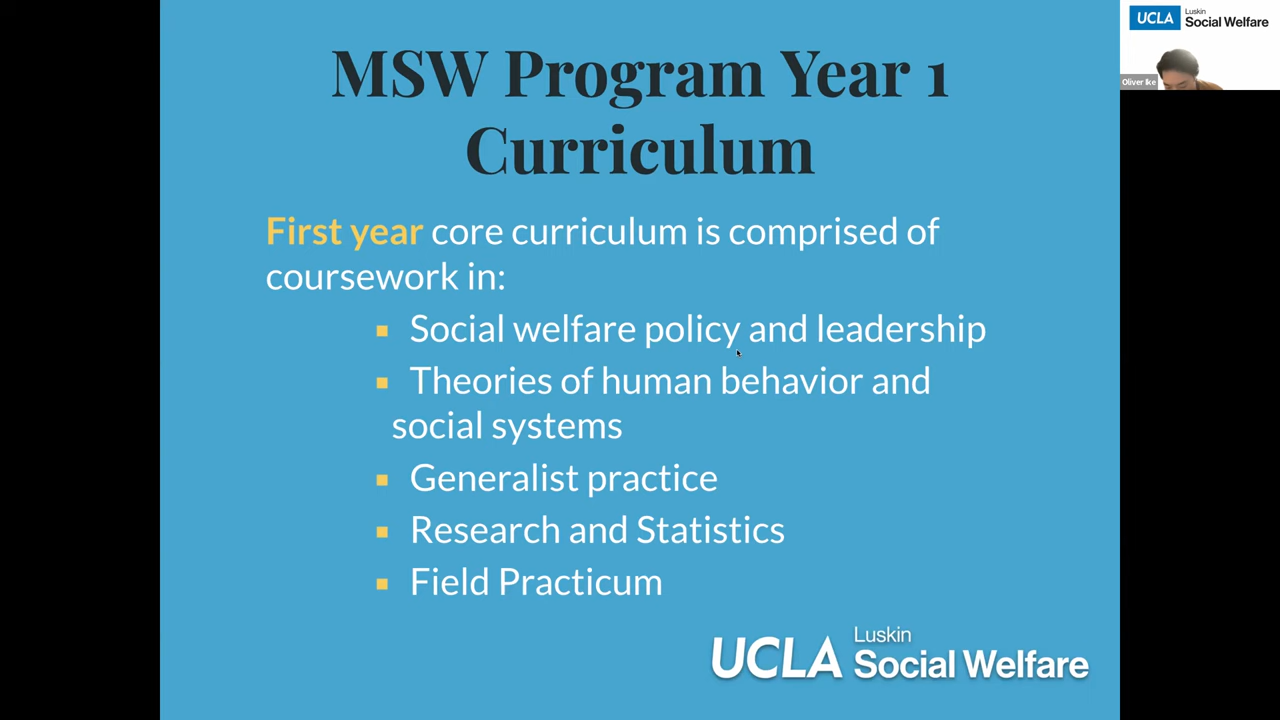 MSW Program Year 1
Curriculum
First year core curriculum is comprised of
coursework in:
▪ Social welfare policy and leadership
▪ Theories of human behavior and
social systems
▪ Generalist practice
▪ Research and Statistics
▪ Field Practicum
UCLA Luskin
Social Welfare
UCLA Luskin
Social Welfare
Oliver Ike